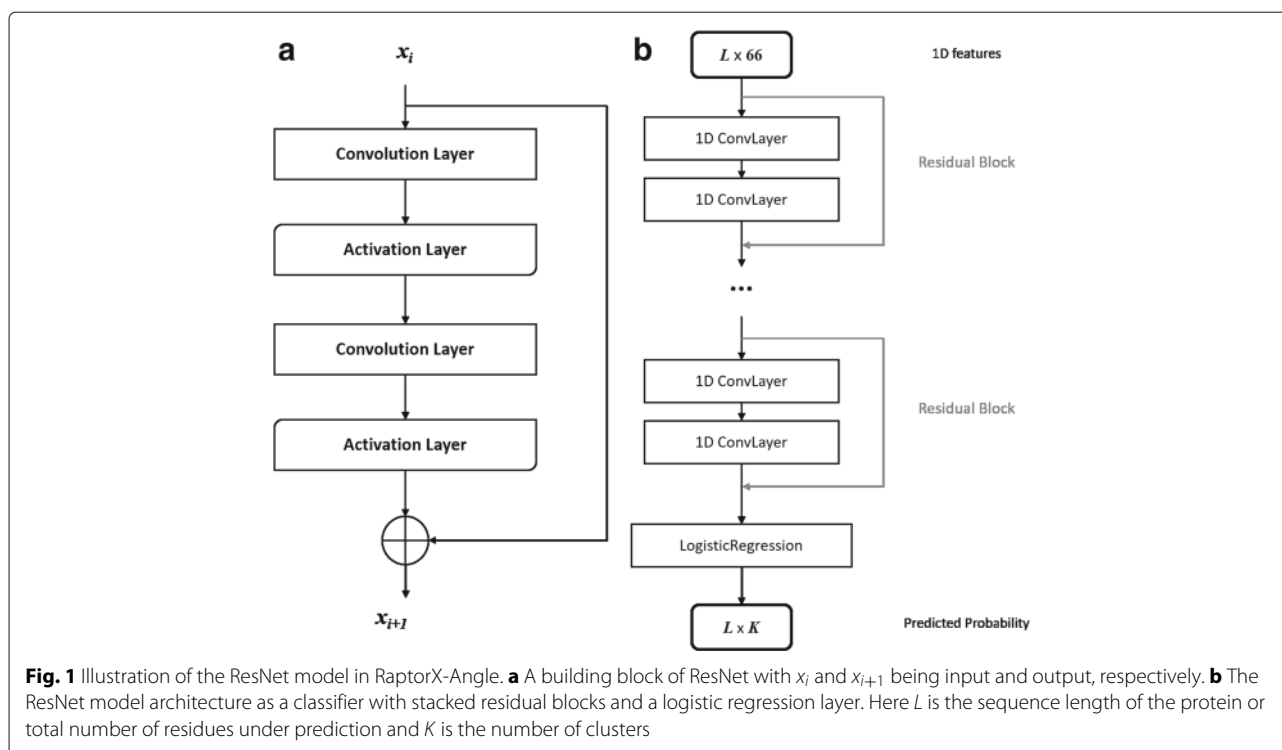 a
x_i
Convolution Layer
Activation Layer
Convolution Layer
Activation Layer
x_{i+1}
b
L x 66
1D features
1D ConvLayer
1D ConvLayer
Residual Block
...
1D ConvLayer
1D ConvLayer
Residual Block
LogisticRegression
L x K
Predicted Probability
Fig. 1 Illustration of the ResNet model in RaptorX-Angle. a A building block of ResNet with x_i and x_{i+1} being input and output, respectively. b The
ResNet model architecture as a classifier with stacked residual blocks and a logistic regression layer. Here L is the sequence length of the protein or
total number of residues under prediction and K is the number of clusters